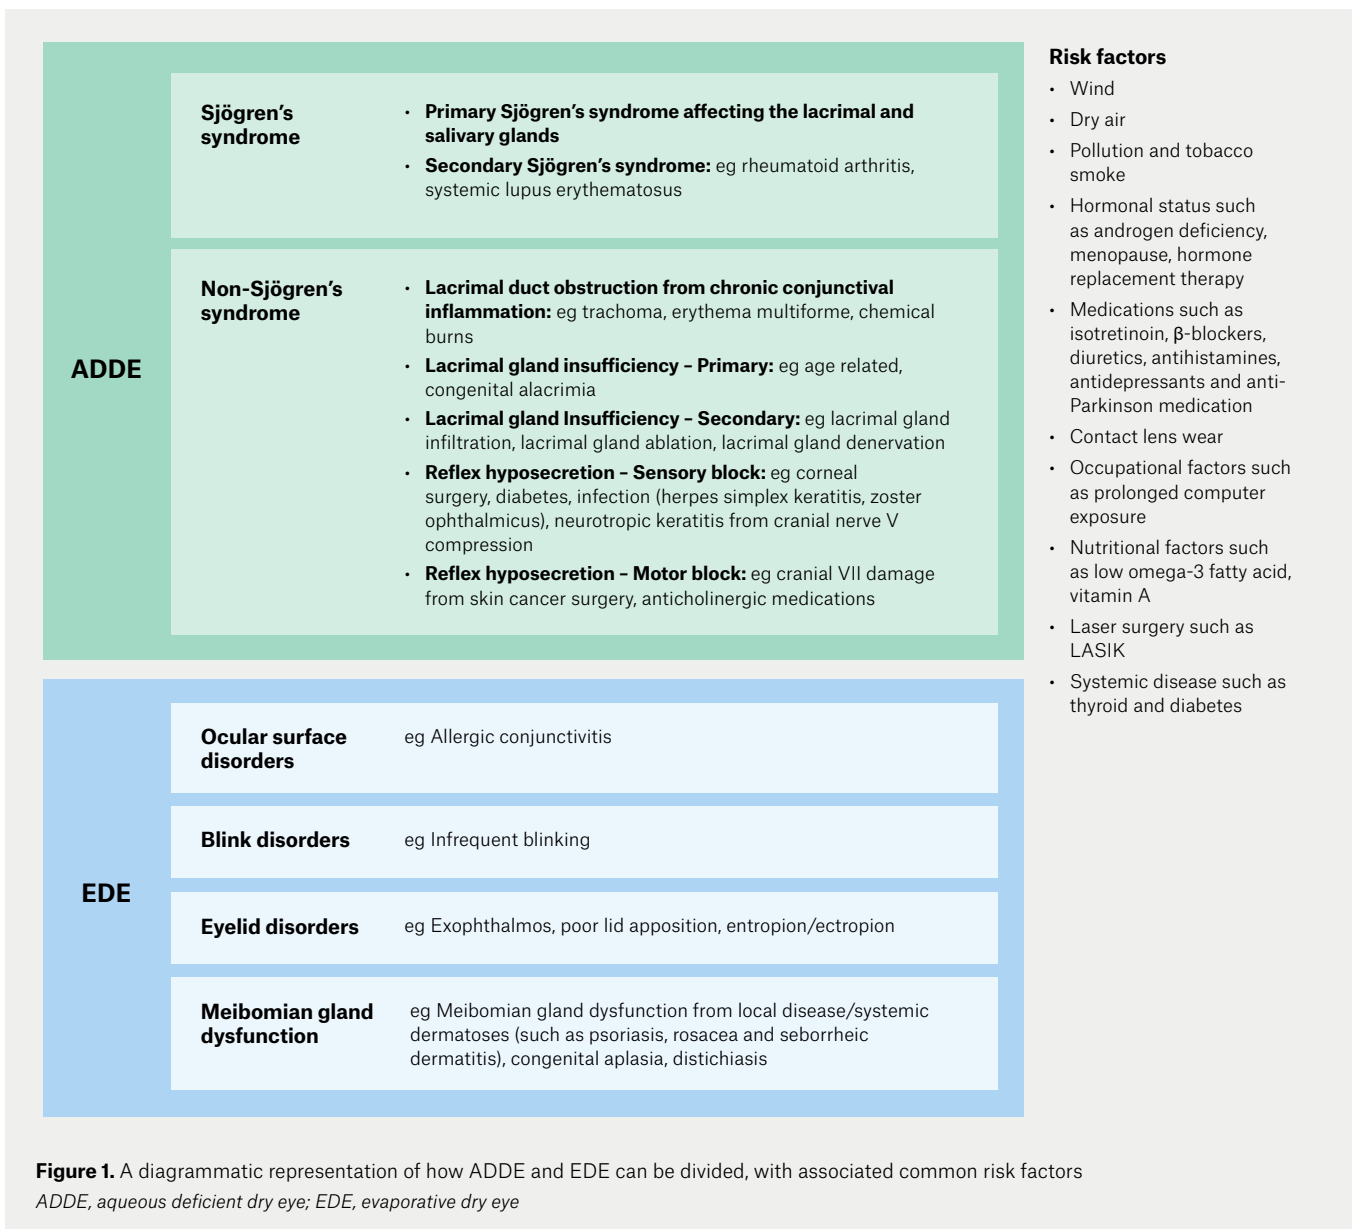 ADDE
Sjögren's
syndrome
• Primary Sjögren's syndrome affecting the lacrimal and
salivary glands
• Secondary Sjögren's syndrome: eg rheumatoid arthritis,
systemic lupus erythematosus
Non-Sjögren's
syndrome
• Lacrimal duct obstruction from chronic conjunctival
inflammation: eg trachoma, erythema multiforme, chemical
burns
• Lacrimal gland insufficiency – Primary: eg age related,
congenital alacrimia
• Lacrimal gland Insufficiency – Secondary: eg lacrimal gland
infiltration, lacrimal gland ablation, lacrimal gland denervation
• Reflex hyposecretion – Sensory block: eg corneal
surgery, diabetes, infection (herpes simplex keratitis, zoster
ophthalmicus), neurotropic keratitis from cranial nerve V
compression
• Reflex hyposecretion – Motor block: eg cranial VII damage
from skin cancer surgery, anticholinergic medications
EDE
Ocular surface
disorders
eg Allergic conjunctivitis
Blink disorders
eg Infrequent blinking
Eyelid disorders
eg Exophthalmos, poor lid apposition, entropion/ectropion
Meibomian gland
dysfunction
eg Meibomian gland dysfunction from local disease/systemic
dermatoses (such as psoriasis, rosacea and seborrheic
dermatitis), congenital aplasia, distichiasis
Risk factors
• Wind
• Dry air
• Pollution and tobacco
smoke
• Hormonal status such
as androgen deficiency,
menopause, hormone
replacement therapy
• Medications such as
isotretinoin, β-blockers,
diuretics, antihistamines,
antidepressants and anti-
Parkinson medication
• Contact lens wear
• Occupational factors such
as prolonged computer
exposure
• Nutritional factors such
as low omega-3 fatty acid,
vitamin A
• Laser surgery such as
LASIK
• Systemic disease such as
thyroid and diabetes
Figure 1. A diagrammatic representation of how ADDE and EDE can be divided, with associated common risk factors
ADDE, aqueous deficient dry eye; EDE, evaporative dry eye